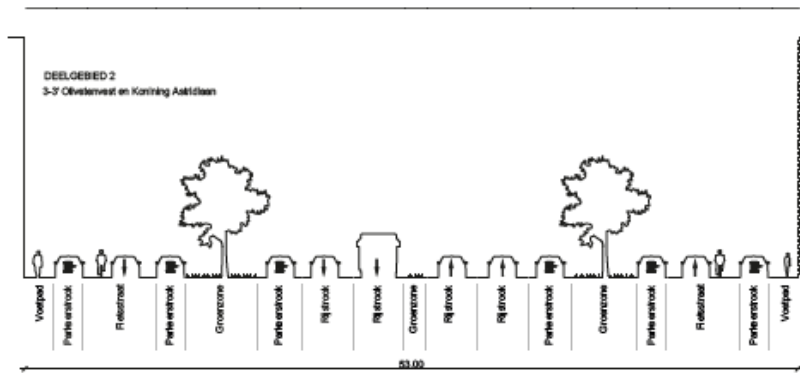 DEELGEBIED 2
3-3' Olivetenvest en Koning Astridlaan
Voetpad
Parkeerstrook
Fietsstraat
Parkeerstrook
Groenzone
Parkeerstrook
Rijstrook
Rijstrook
Groenzone
Rijstrook
Rijstrook
Parkeerstrook
Groenzone
Parkeerstrook
Fietsstraat
Parkeerstrook
Voetpad
53.00